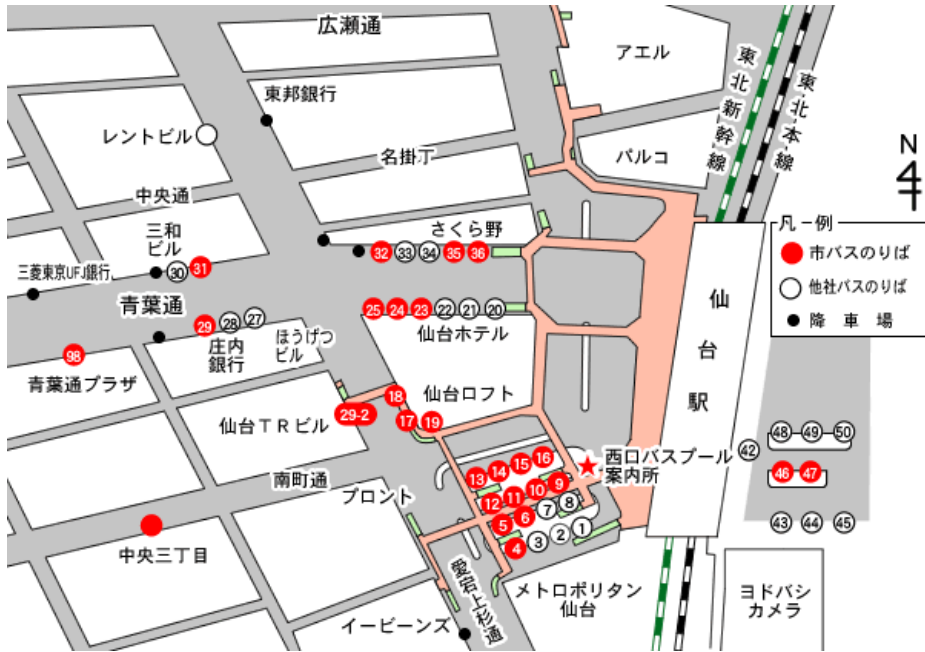 広瀬通
アエル
東北新幹線
東北本線
東邦銀行
レントビル
名掛丁
パルコ
N
中央通
三和
ビル
さくら野
凡 例
市バスのりば
他社バスのりば
降車場
32
33
34
35
36
30
31
三菱東京UFJ銀行
青葉通
25
24
23
22
21
20
仙台ホテル
29
28
27
庄内
銀行
ほうげつ
ビル
仙台駅
98
青葉通プラザ
仙台ロフト
18
29-2
17
19
仙台TRビル
西口バスプール
案内所
42
48
49
50
16
15
14
13
46
47
南町通
ブロント
12
11
10
9
5
6
7
8
4
3
2
1
43
44
45
中央三丁目
愛宕上杉通
メトロポリタン
仙台
ヨドバシ
カメラ
イービーンズ